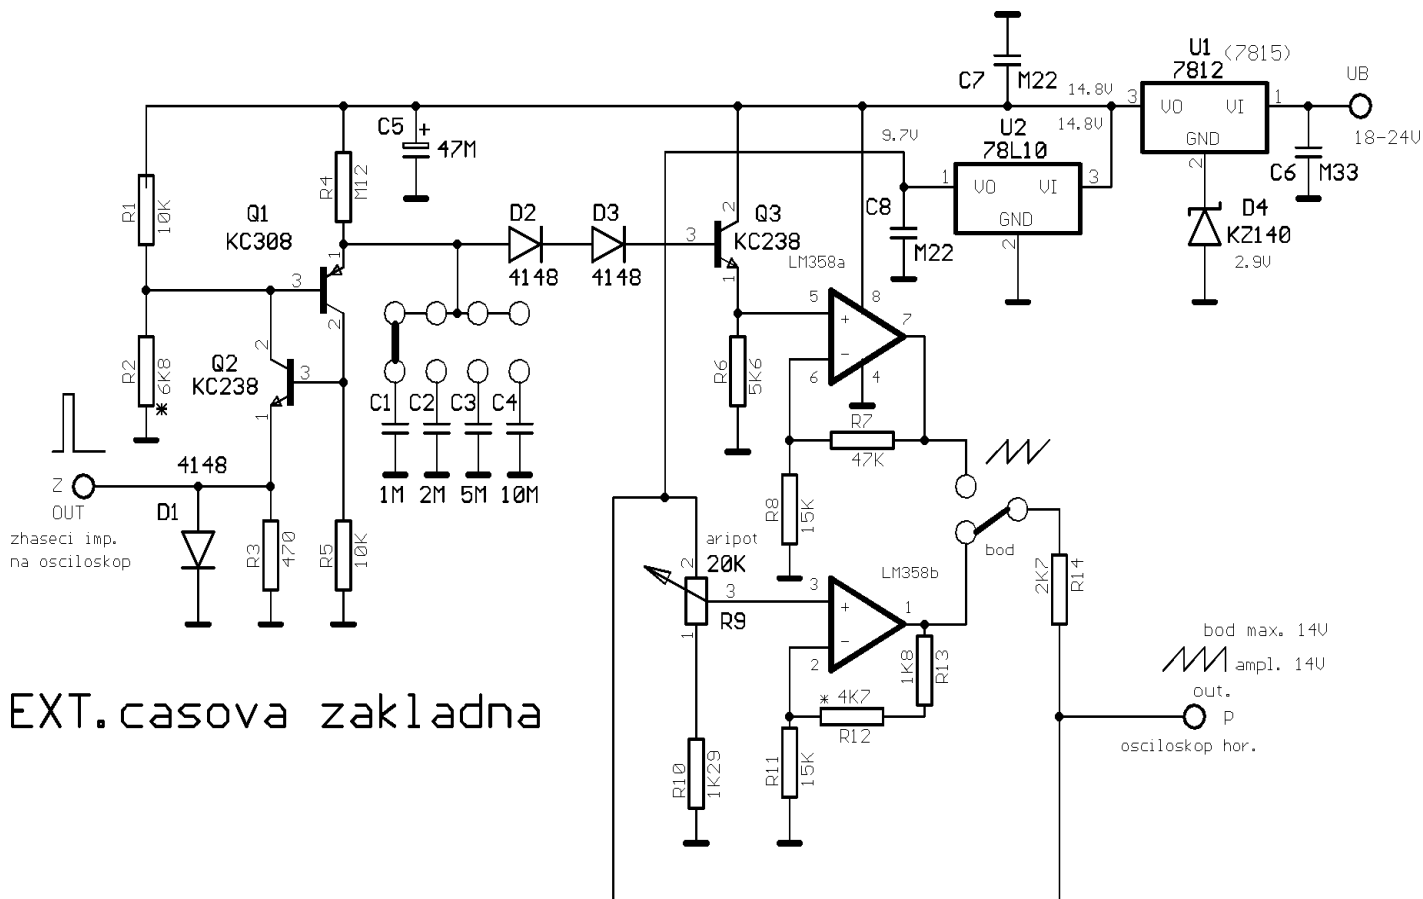 U1 (7815)
7812
C7 M22
14.8V
3 VO VI 1
GND
2
UB
18-24V
C6 M33
14.8V
U2
78L10
9.7V
1 VO VI 3
GND
2
C8
M22
D4
KZ140
2.9V
C5 +
47M
R4
M12
R1
10K
Q1
KC308
1
3
2
D2
4148
D3
4148
Q3
KC238
2
3
1
LM358a
5
+
8
7
-
6
4
R2
6K8
*
Q2
KC238
2
3
1
C1 C2 C3 C4
1M 2M 5M 10M
R6
5K6
R7
47K
4148
Z
OUT
D1
zhaseci imp.
na osciloskop
R3
470
R5
10K
R8
15K
aripot
20K
2
3
1
R9
bod
LM358b
3
+
1
-
2
2K7
R14
1K8
R13
* 4K7
R12
R11
15K
R10
1K29
bod max. 14V
ampl. 14V
out.
P
osciloskop hor.
EXT.casova zakladna